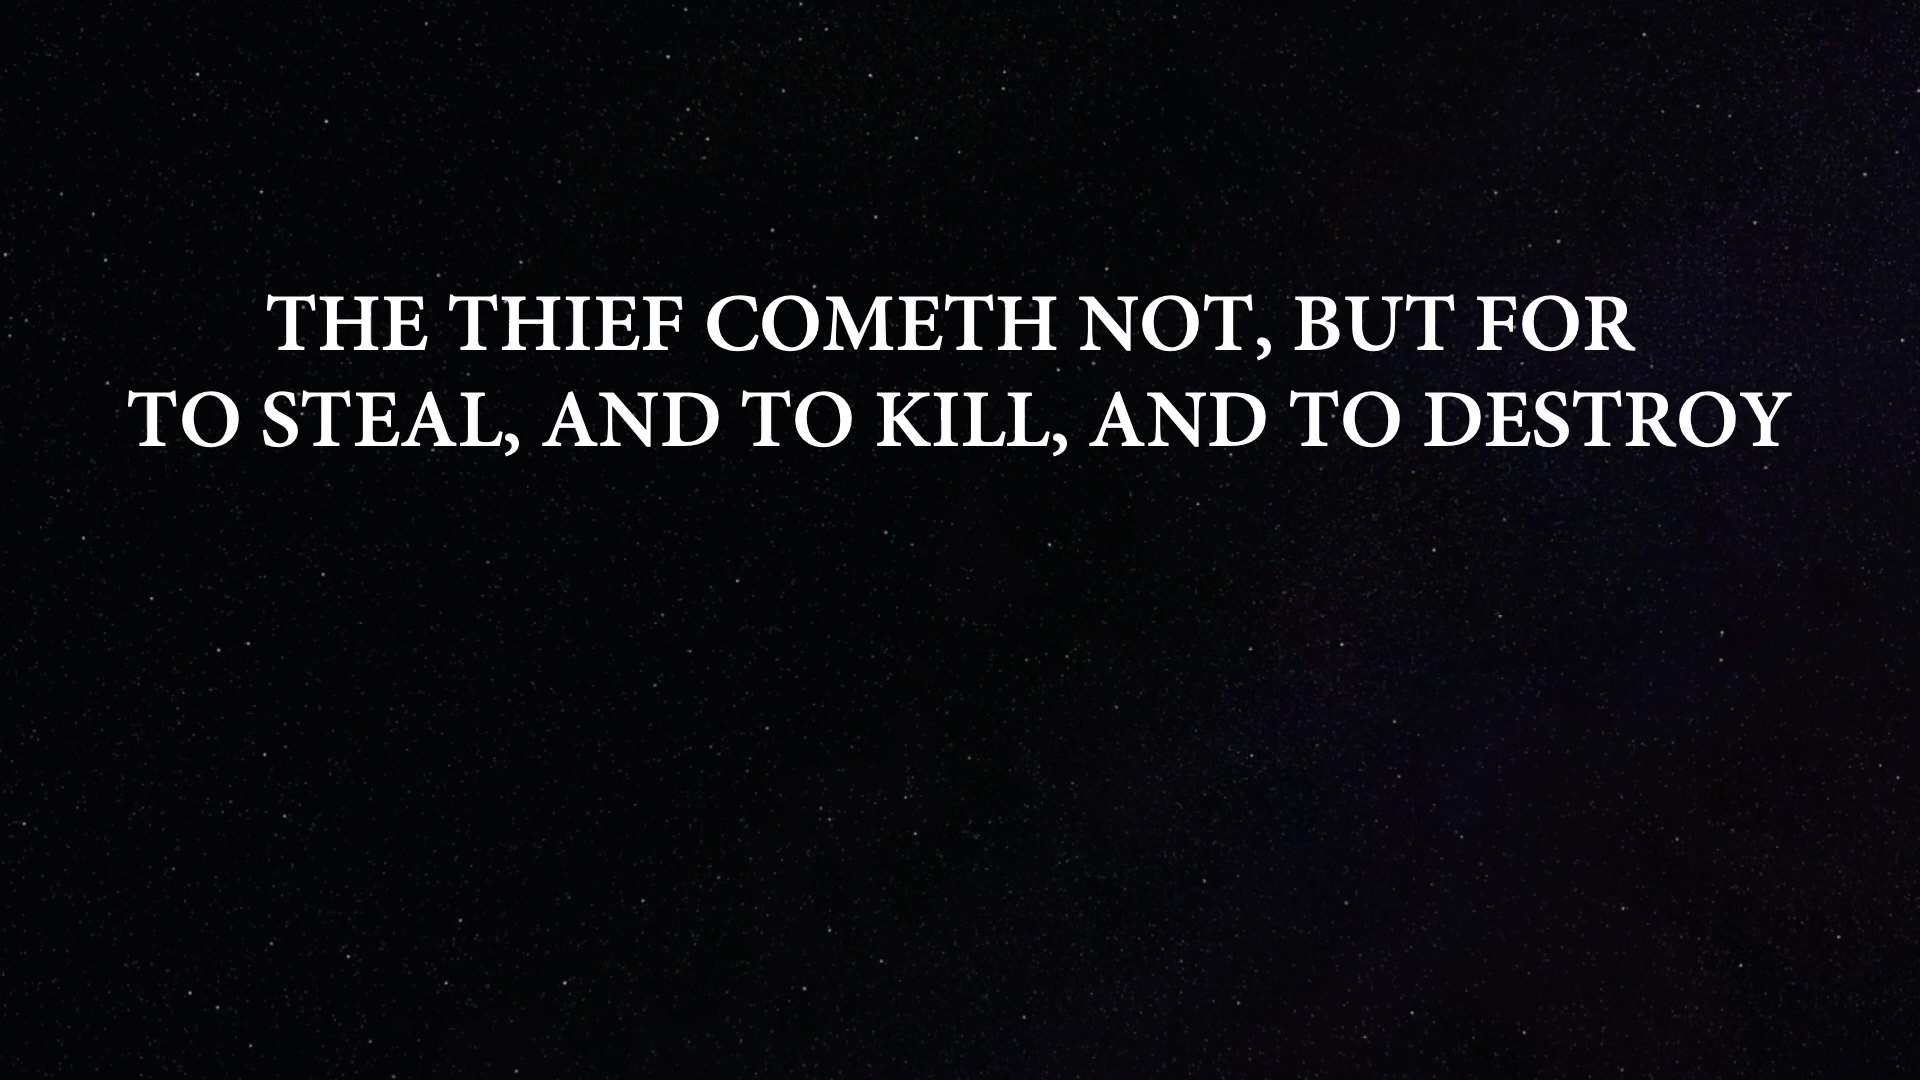 THE THIEF COMETH NOT, BUT FOR
TO STEAL, AND TO KILL, AND TO DESTROY